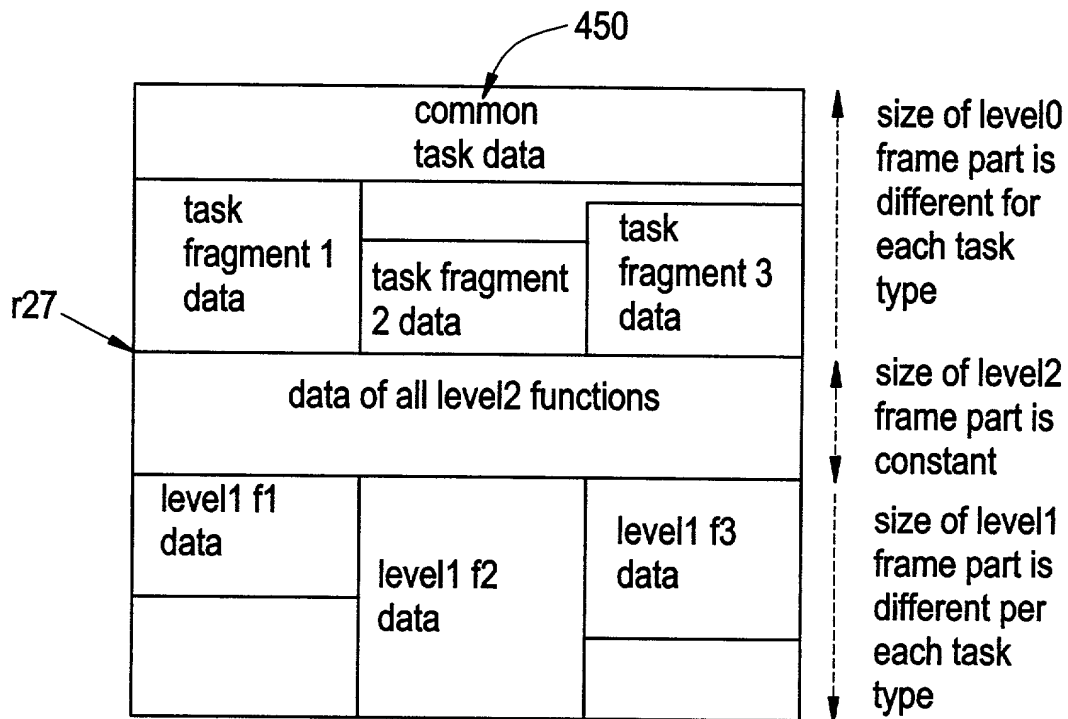 450
common
task data
task
fragment 1
data
task fragment
2 data
task
fragment 3
data
r27
data of all level2 functions
level1 f1
data
level1 f2
data
level1 f3
data
size of level0
frame part is
different for
each task
type
size of level2
frame part is
constant
size of level1
frame part is
different per
each task
type